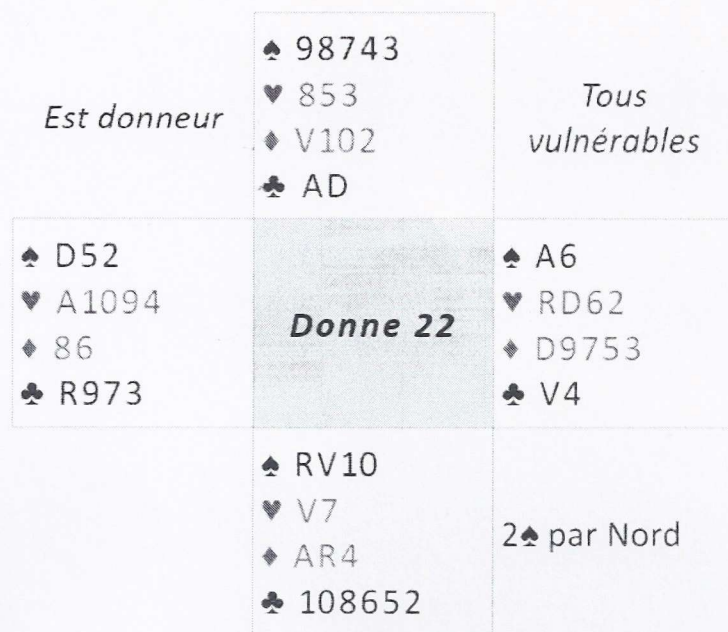 ♠ 98743
♥ 853
♦ V102
♣ AD
Est donneur
Tous
vulnérables
♠ D52
♥ A1094
♦ 86
♣ R973
Donne 22
♠ A6
♥ RD62
♦ D9753
♣ V4
♠ RV10
♥ V7
♦ AR4
♣ 108652
2♠ par Nord